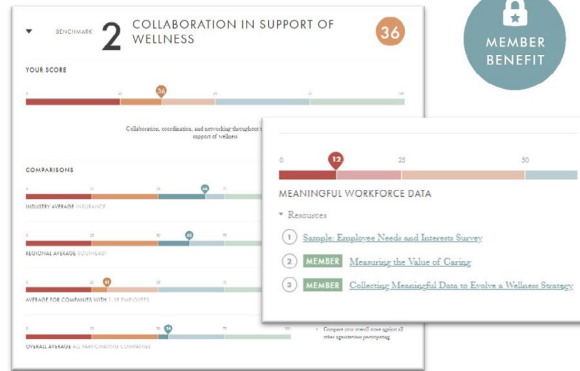 BENCHMARK 2 COLLABORATION IN SUPPORT OF
WELLNESS
36
MEMBER
BENEFIT
YOUR SCORE
36
Collaboration, coordination, and networking throughout
support of wellness
COMPARISONS
INDUSTRY AVERAGE INSURANCE
REGIONAL AVERAGE SOUTHEAST
AVERAGE FOR COMPANIES WITH
OVERALL AVERAGE ALL PARTICIPATING COMPANIES
Compare your overall score against all
other organizations participating.
0 12 25 50
MEANINGFUL WORKFORCE DATA
Resources
1 Sample: Employee Needs and Interests Survey
2 MEMBER Measuring the Value of Caring
3 MEMBER Collecting Meaningful Data to Evolve a Wellness Strategy